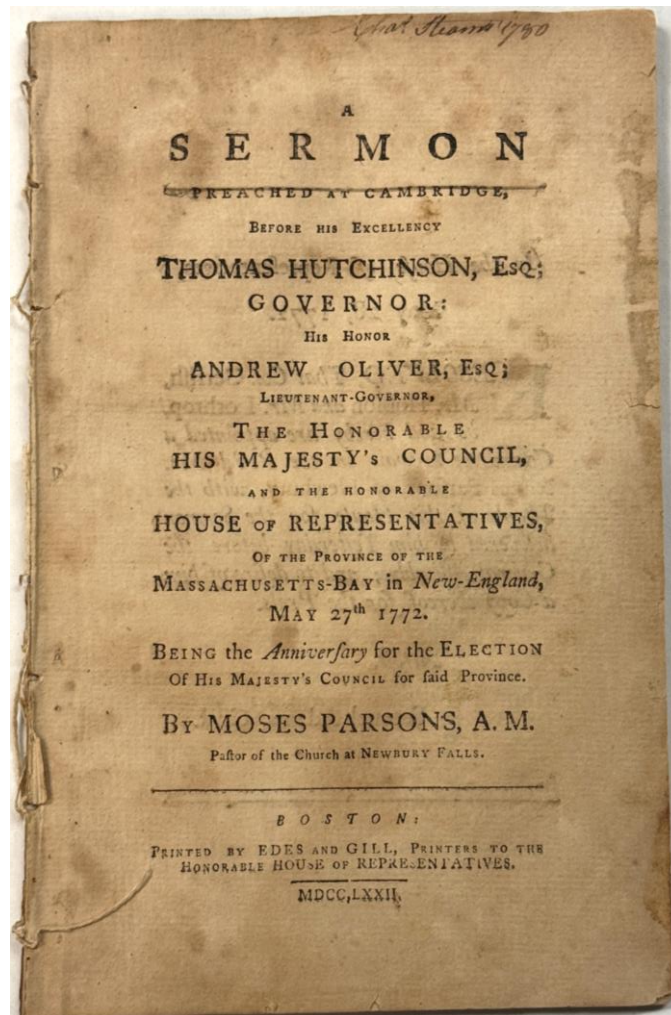 Chaˢ Stearns 1780
A
SERMON
PREACHED AT CAMBRIDGE,
BEFORE HIS EXCELLENCY
THOMAS HUTCHINSON, Esq;
GOVERNOR:
HIS HONOR
ANDREW OLIVER, Esq;
LIEUTENANT-GOVERNOR,
THE HONORABLE
HIS MAJESTY's COUNCIL,
AND THE HONORABLE
HOUSE OF REPRESENTATIVES,
OF THE PROVINCE OF THE
MASSACHUSETTS-BAY in New-England,
MAY 27th 1772.
BEING the Anniverſary for the ELECTION
Of HIS MAJESTY'S COUNCIL for ſaid Province.
BY MOSES PARSONS, A. M.
Paſtor of the Church at NEWBURY FALLS.
BOSTON:
PRINTED BY EDES AND GILL, PRINTERS TO THE
HONORABLE HOUSE OF REPRESENTATIVES.
MDCC,LXXII.